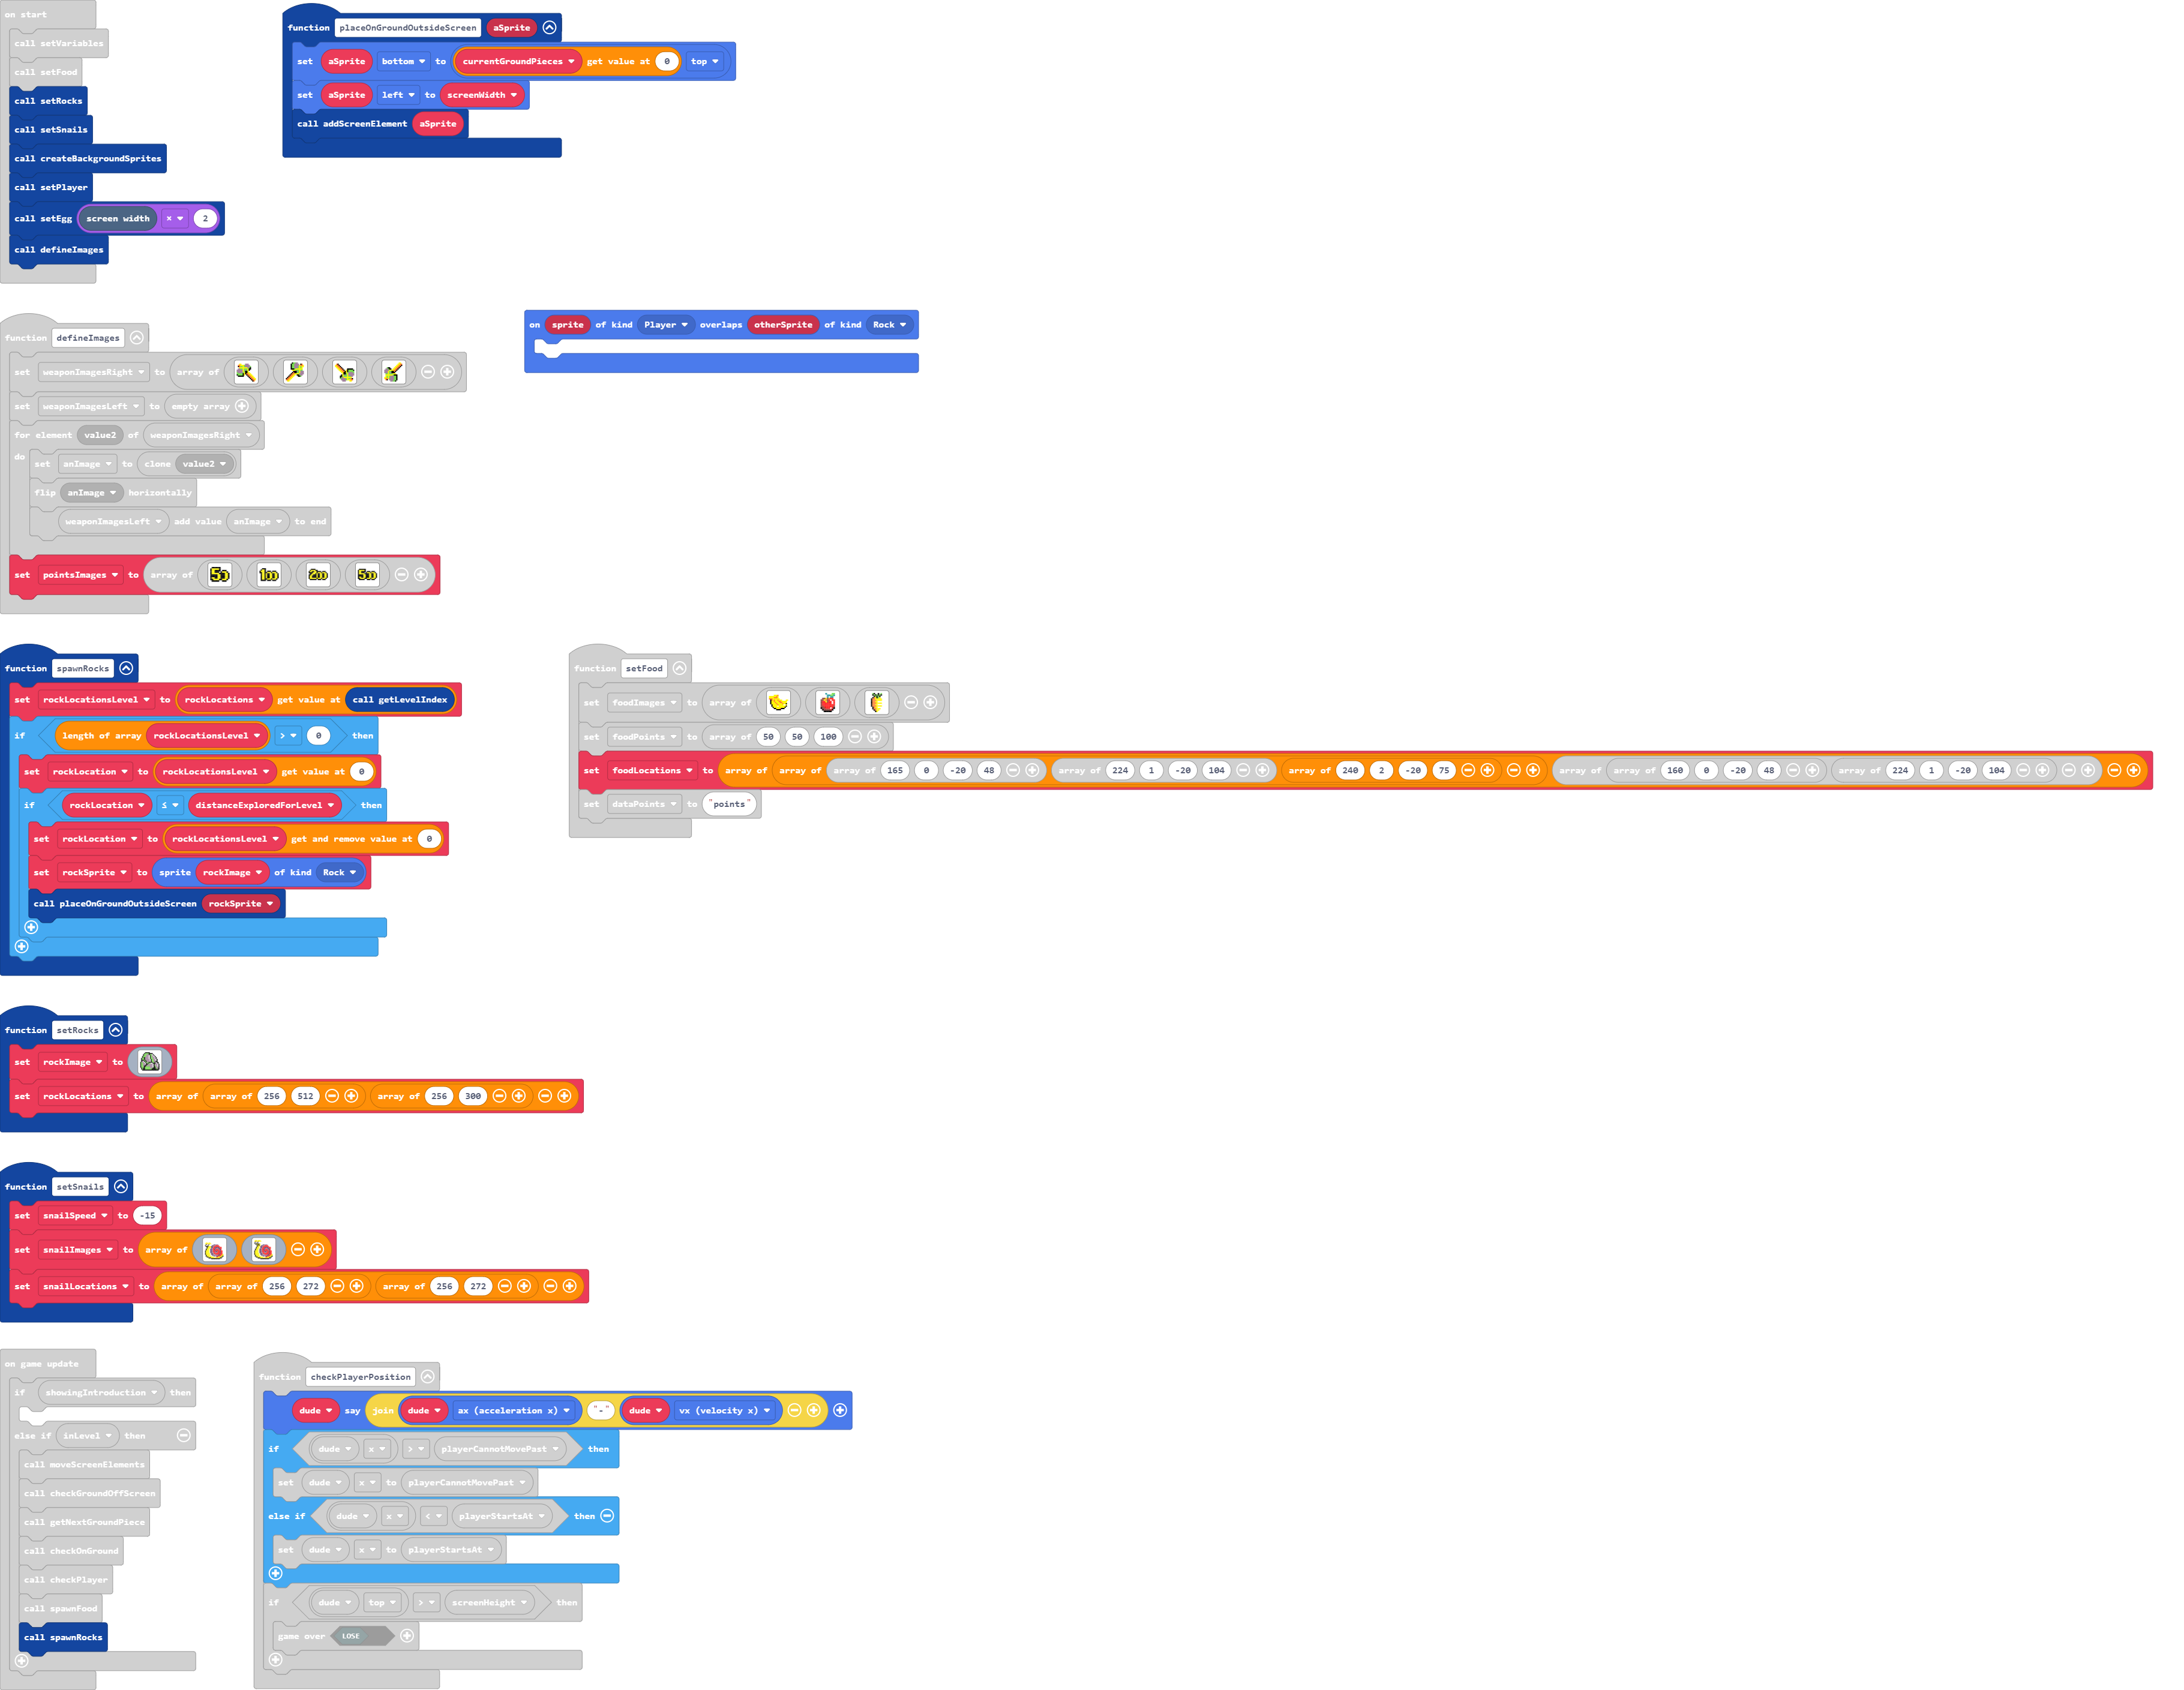 on start
call setVariables
call setFood
call setRocks
call setSnails
call createBackgroundSprites
call setPlayer
call setEgg screen width × 2
call defineImages
function placeOnGroundOutsideScreen aSprite
set aSprite bottom to currentGroundPieces get value at 0 top
set aSprite left to screenWidth
call addScreenElement aSprite
function defineImages
set weaponImagesRight to array of
set weaponImagesLeft to empty array
for element value2 of weaponImagesRight
do
set anImage to clone value2
flip anImage horizontally
weaponImagesLeft add value anImage to end
set pointsImages to array of 50 100 200 500
on sprite of kind Player overlaps otherSprite of kind Rock
function spawnRocks
set rockLocationsLevel to rockLocations get value at call getLevelIndex
if length of array rockLocationsLevel > 0 then
set rockLocation to rockLocationsLevel get value at 0
if rockLocation ≤ distanceExploredForLevel then
set rockLocation to rockLocationsLevel get and remove value at 0
set rockSprite to sprite rockImage of kind Rock
call placeOnGroundOutsideScreen rockSprite
function setFood
set foodImages to array of
set foodPoints to array of 50 50 100
set foodLocations to array of array of array of 165 0 -20 48 array of 224 1 -20 104 array of 240 2 -20 75 array of array of 160 0 -20 48 array of 224 1 -20 104
set dataPoints to "points"
function setRocks
set rockImage to
set rockLocations to array of array of 256 512 array of 256 300
function setSnails
set snailSpeed to -15
set snailImages to array of
set snailLocations to array of array of 256 272 array of 256 272
on game update
if showingIntroduction then
else if inLevel then
call moveScreenElements
call checkGroundOffScreen
call getNextGroundPiece
call checkOnGround
call checkPlayer
call spawnFood
call spawnRocks
function checkPlayerPosition
dude say join dude ax (acceleration x) "-" dude vx (velocity x)
if dude x > playerCannotMovePast then
set dude x to playerCannotMovePast
else if dude x < playerStartsAt then
set dude x to playerStartsAt
if dude top > screenHeight then
game over LOSE